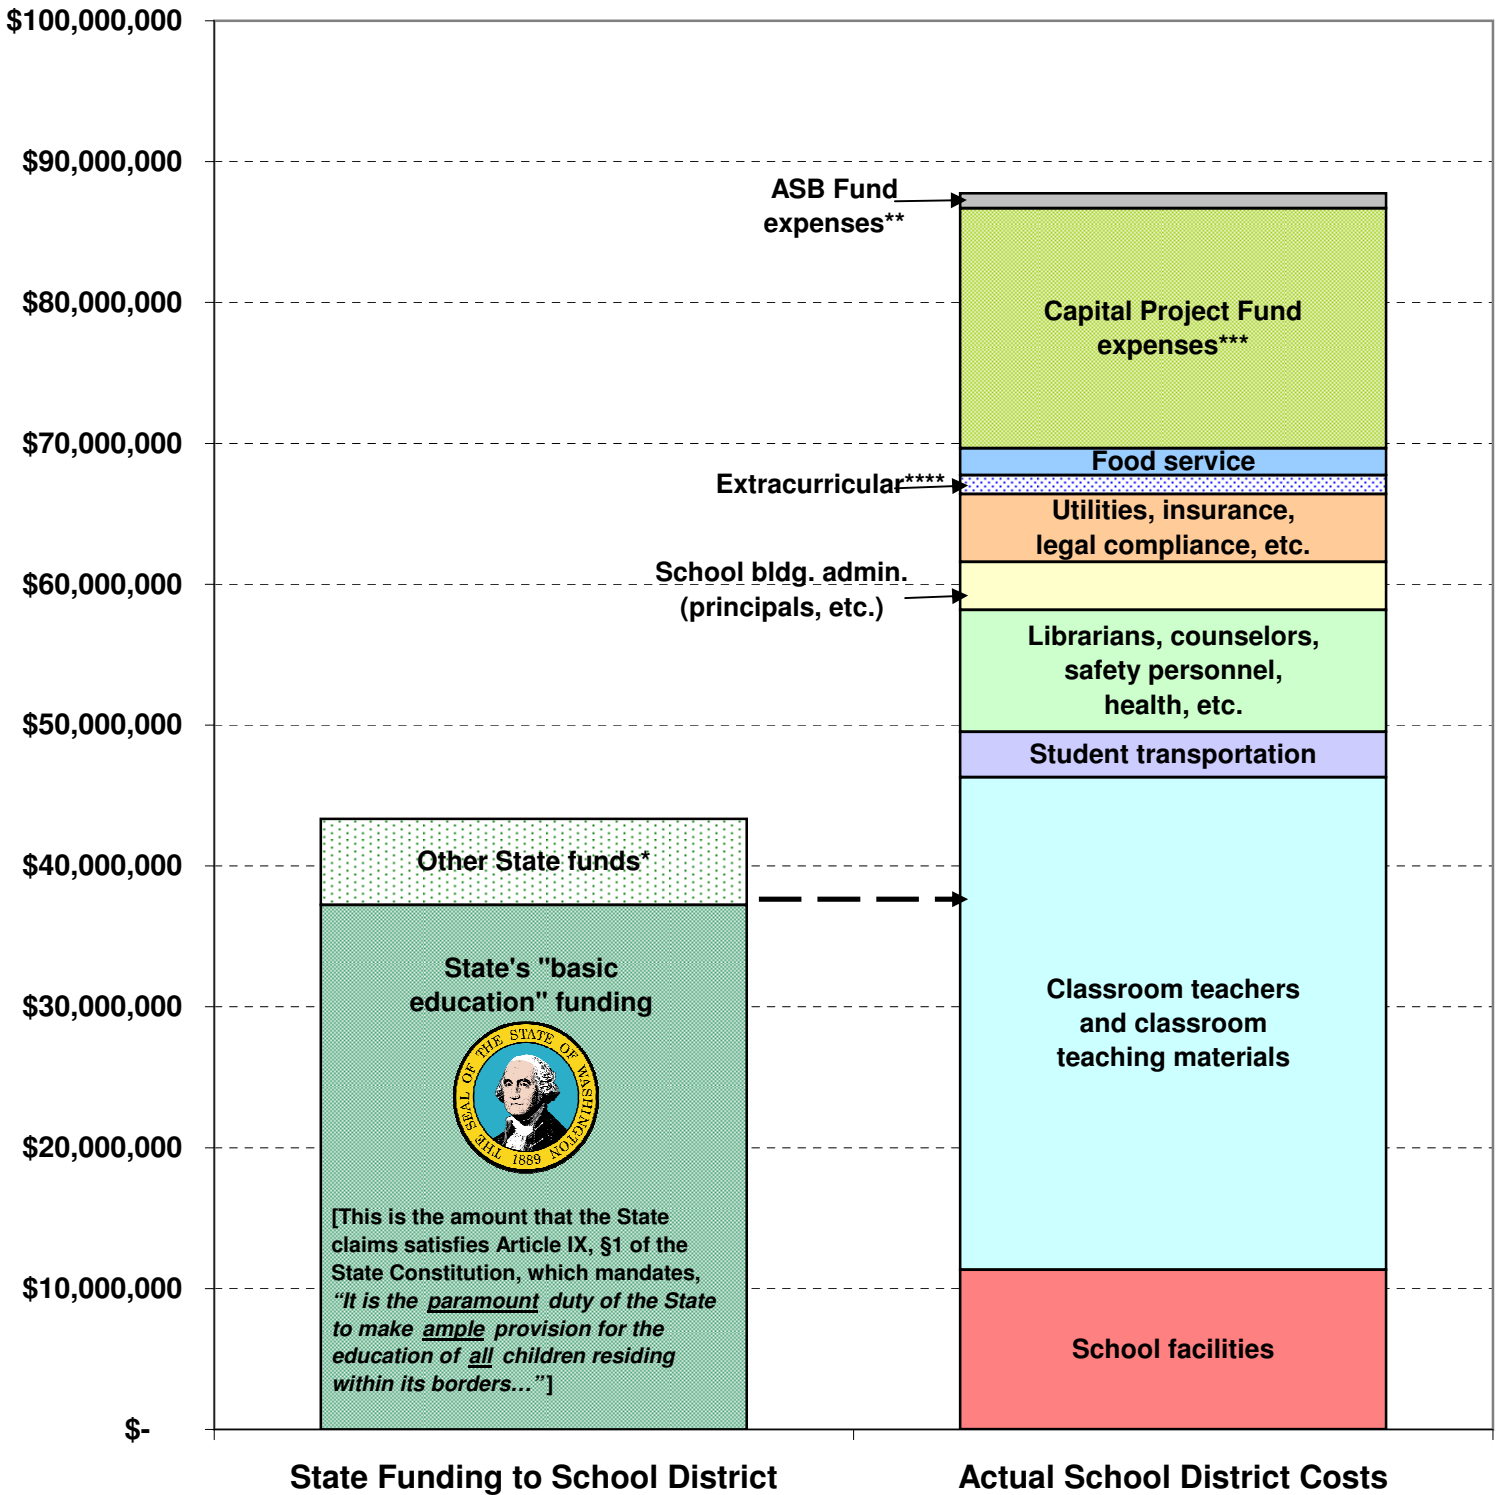 $100,000,000
$90,000,000
$80,000,000
$70,000,000
$60,000,000
$50,000,000
$40,000,000
$30,000,000
$20,000,000
$10,000,000
$-
Other State funds*
State's "basic
education" funding
THE SEAL OF THE STATE OF WASHINGTON
1889
[This is the amount that the State
claims satisfies Article IX, §1 of the
State Constitution, which mandates,
“It is the paramount duty of the State
to make ample provision for the
education of all children residing
within its borders…”]
ASB Fund
expenses**
Capital Project Fund
expenses***
Food service
Extracurricular****
Utilities, insurance,
legal compliance, etc.
School bldg. admin.
(principals, etc.)
Librarians, counselors,
safety personnel,
health, etc.
Student transportation
Classroom teachers
and classroom
teaching materials
School facilities
State Funding to School District
Actual School District Costs